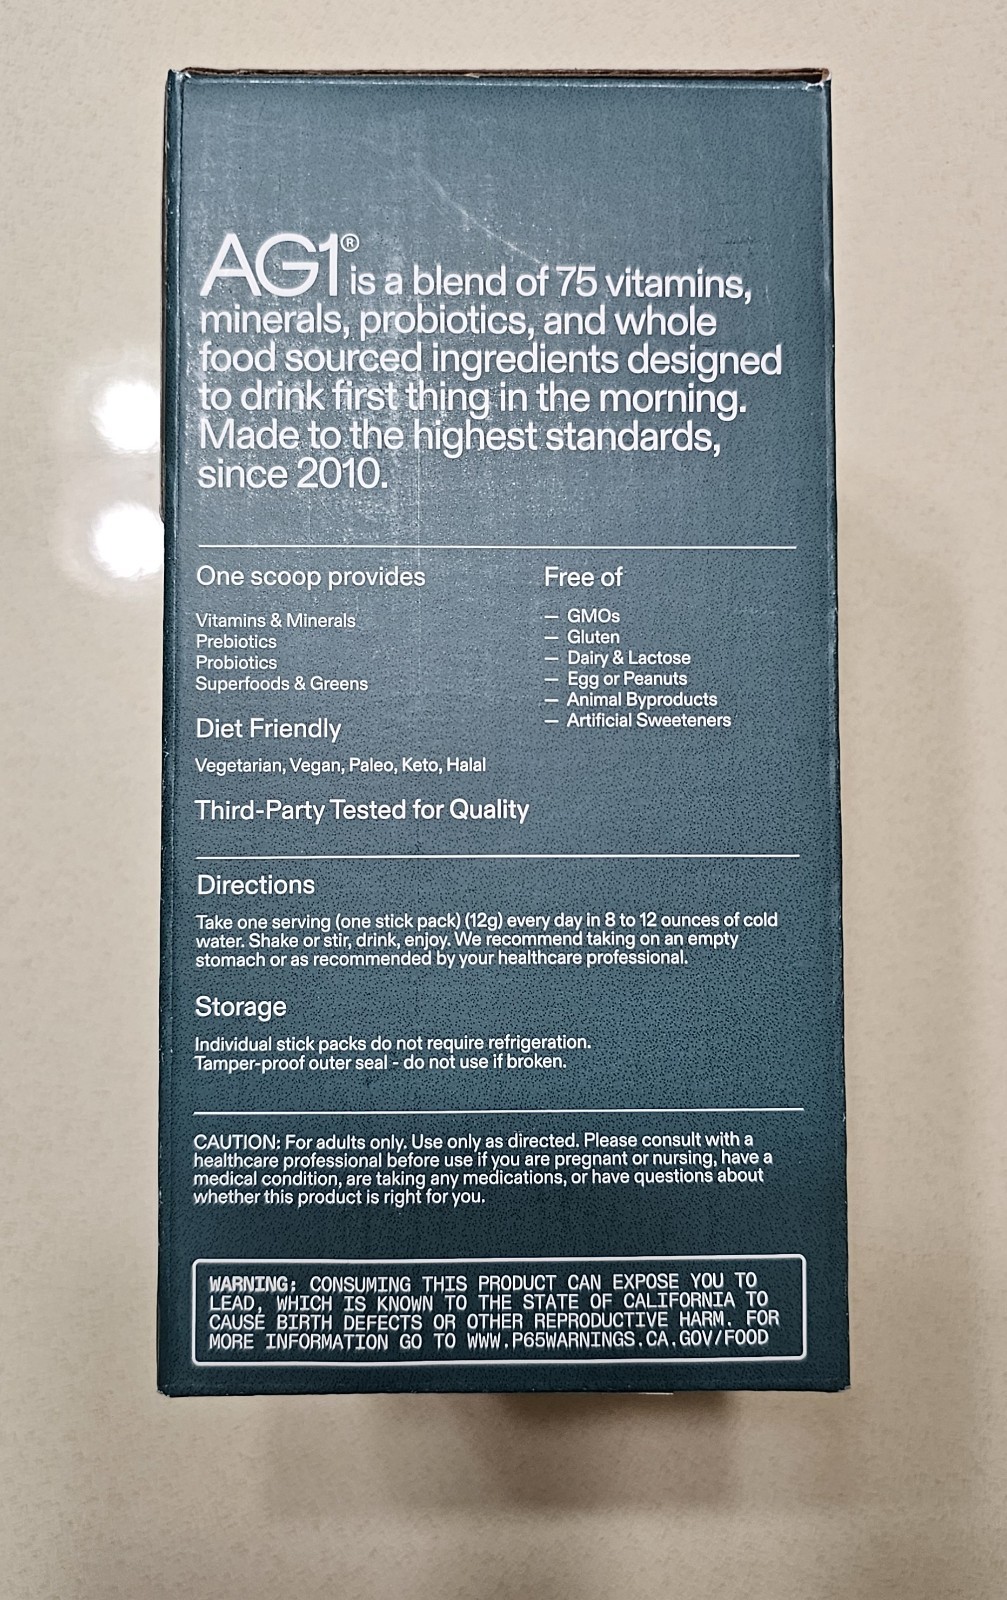 AG1® is a blend of 75 vitamins,
minerals, probiotics, and whole
food sourced ingredients designed
to drink first thing in the morning.
Made to the highest standards,
since 2010.
One scoop provides
Vitamins & Minerals
Prebiotics
Probiotics
Superfoods & Greens
Diet Friendly
Vegetarian, Vegan, Paleo, Keto, Halal
Third-Party Tested for Quality
Free of
— GMOs
— Gluten
— Dairy & Lactose
— Egg or Peanuts
— Animal Byproducts
— Artificial Sweeteners
Directions
Take one serving (one stick pack) (12g) every day in 8 to 12 ounces of cold
water. Shake or stir, drink, enjoy. We recommend taking on an empty
stomach or as recommended by your healthcare professional.
Storage
Individual stick packs do not require refrigeration.
Tamper-proof outer seal - do not use if broken.
CAUTION: For adults only. Use only as directed. Please consult with a
healthcare professional before use if you are pregnant or nursing, have a
medical condition, are taking any medications, or have questions about
whether this product is right for you.
WARNING: CONSUMING THIS PRODUCT CAN EXPOSE YOU TO
LEAD, WHICH IS KNOWN TO THE STATE OF CALIFORNIA TO
CAUSE BIRTH DEFECTS OR OTHER REPRODUCTIVE HARM. FOR
MORE INFORMATION GO TO WWW.P65WARNINGS.CA.GOV/FOOD